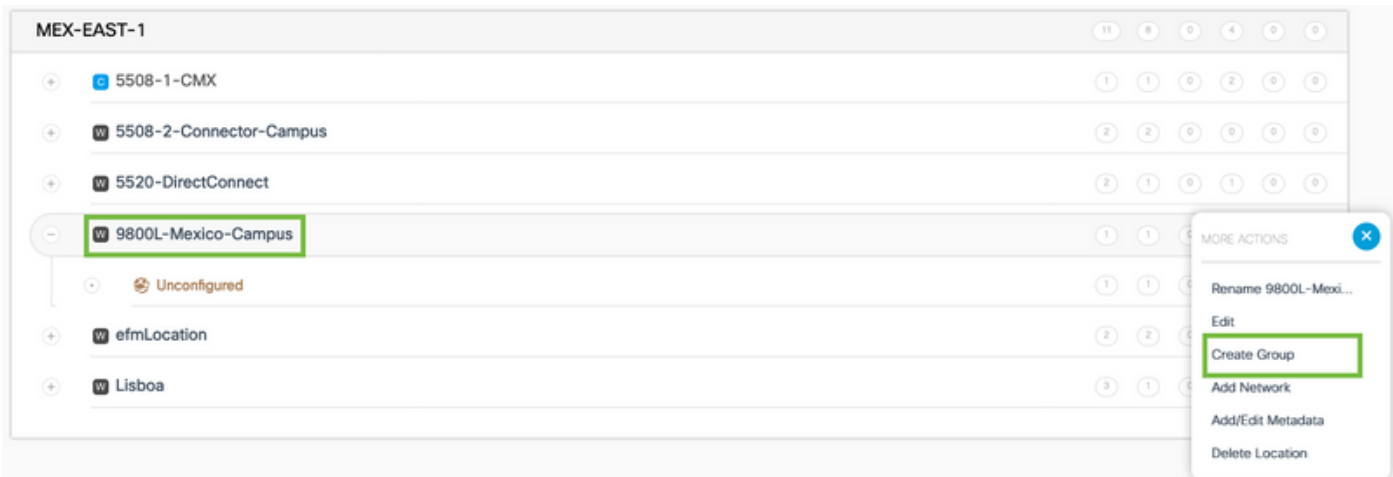 MEX-EAST-1 11 8 0 4 0 0
+ C 5508-1-CMX 1 1 0 2 0 0
+ W 5508-2-Connector-Campus 2 2 0 0 0 0
+ W 5520-DirectConnect 2 1 0 1 0 0
- W 9800L-Mexico-Campus 1 1
Unconfigured 1 1
+ W efmLocation 2 2
+ W Lisboa 3 1
MORE ACTIONS
Rename 9800L-Mexi...
Edit
Create Group
Add Network
Add/Edit Metadata
Delete Location